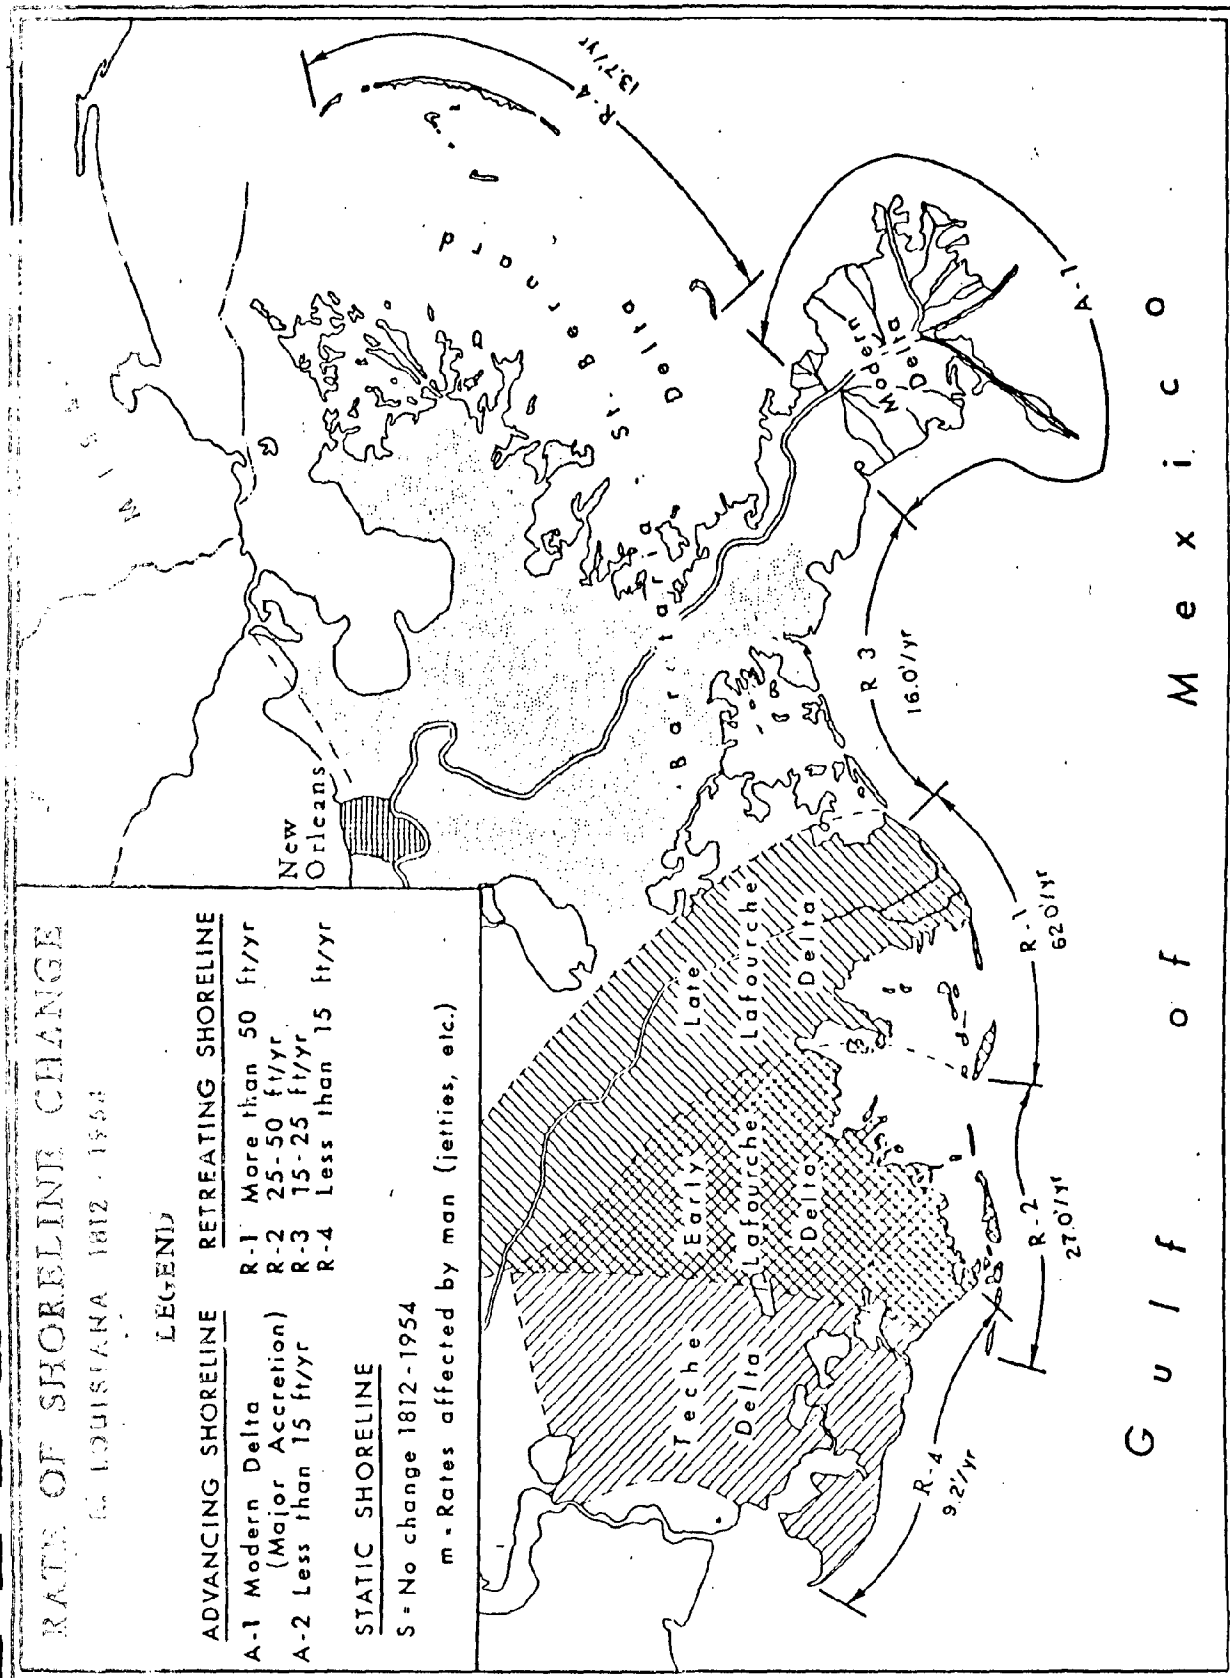 RATE OF SHORELINE CHANGE
LOUISIANA 1812 - 1954
LEGEND
ADVANCING SHORELINE
A-1 Modern Delta
(Major Accretion)
A-2 Less than 15 ft/yr
RETREATING SHORELINE
R-1 More than 50 ft/yr
R-2 25-50 ft/yr
R-3 15-25 ft/yr
R-4 Less than 15 ft/yr
STATIC SHORELINE
S=No change 1812-1954
m-Rates affected by man (jetties, etc.)
New
Orleans
MISS
St. Bernard
Delta
Barataria
Modern
Delta
Late
Lafourche
Delta
Early
Lafourche
Delta
Teche
Delta
R-4
9.2'/yr
R-2
27.0'/yr
R-1
62.0'/yr
R 3
16.0'/yr
A-1
R-4
13.7'/yr
Gulf of Mexico